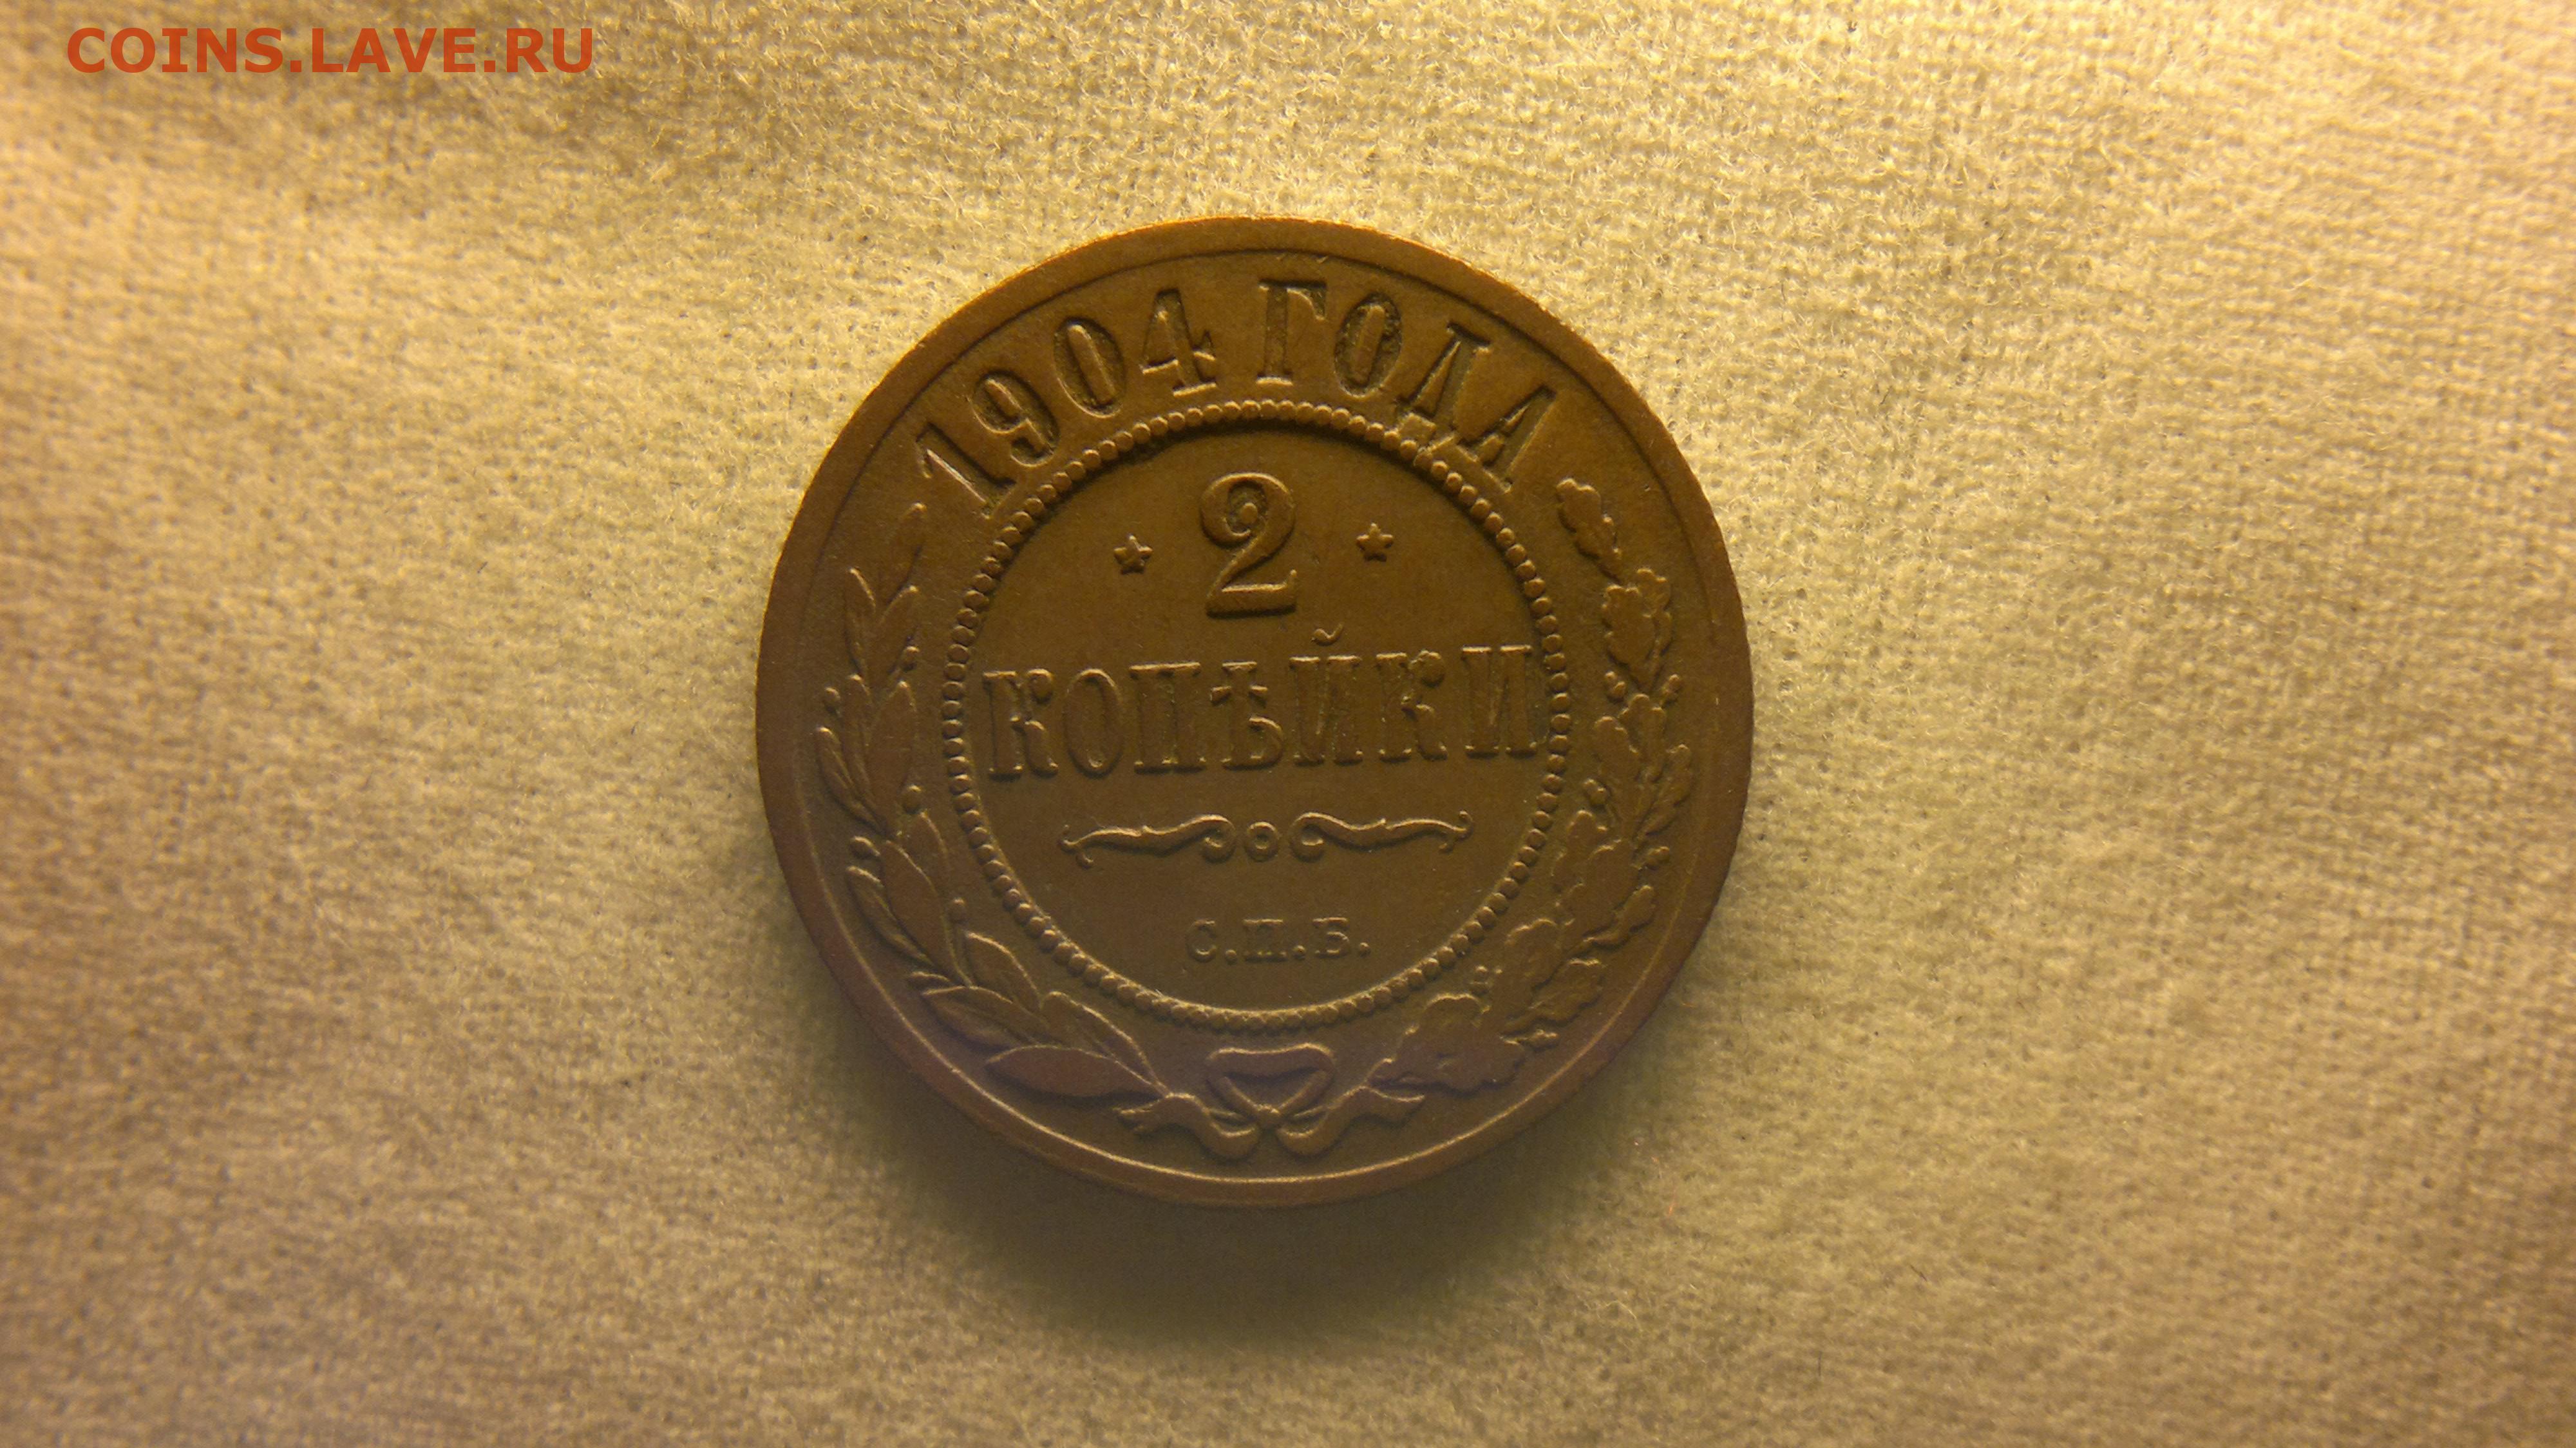 COINS.LAVE.RU
1904 ГОДА
2
КОПѢЙКИ
С.П.Б.